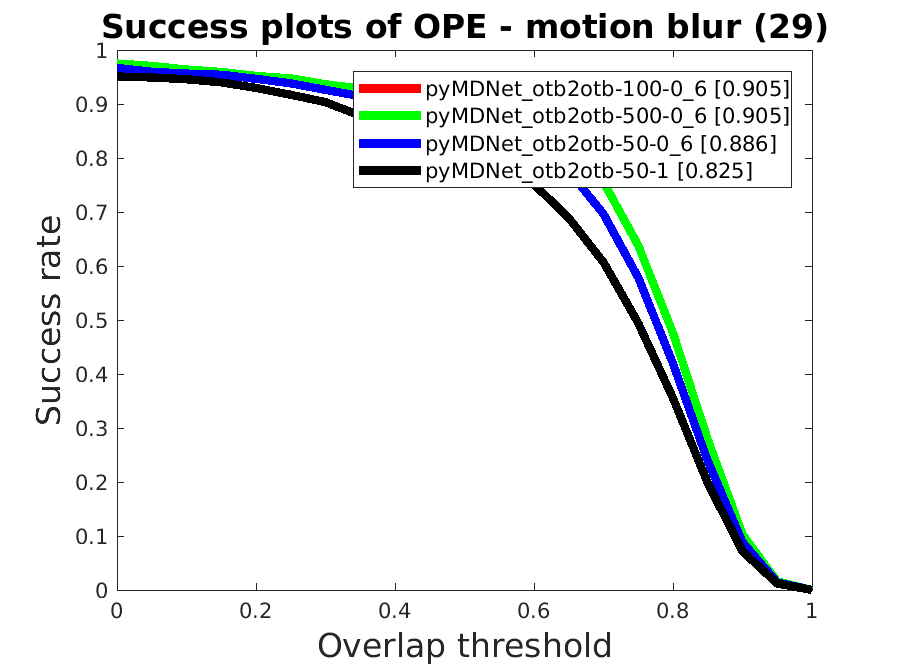 Success plots of OPE - motion blur (29)
1
0.9
0.8
0.7
0.6
0.5
0.4
0.3
0.2
0.1
0
Success rate
pyMDNet_otb2otb-100-0_6 [0.905]
pyMDNet_otb2otb-500-0_6 [0.905]
pyMDNet_otb2otb-50-0_6 [0.886]
pyMDNet_otb2otb-50-1 [0.825]
0 0.2 0.4 0.6 0.8 1
Overlap threshold